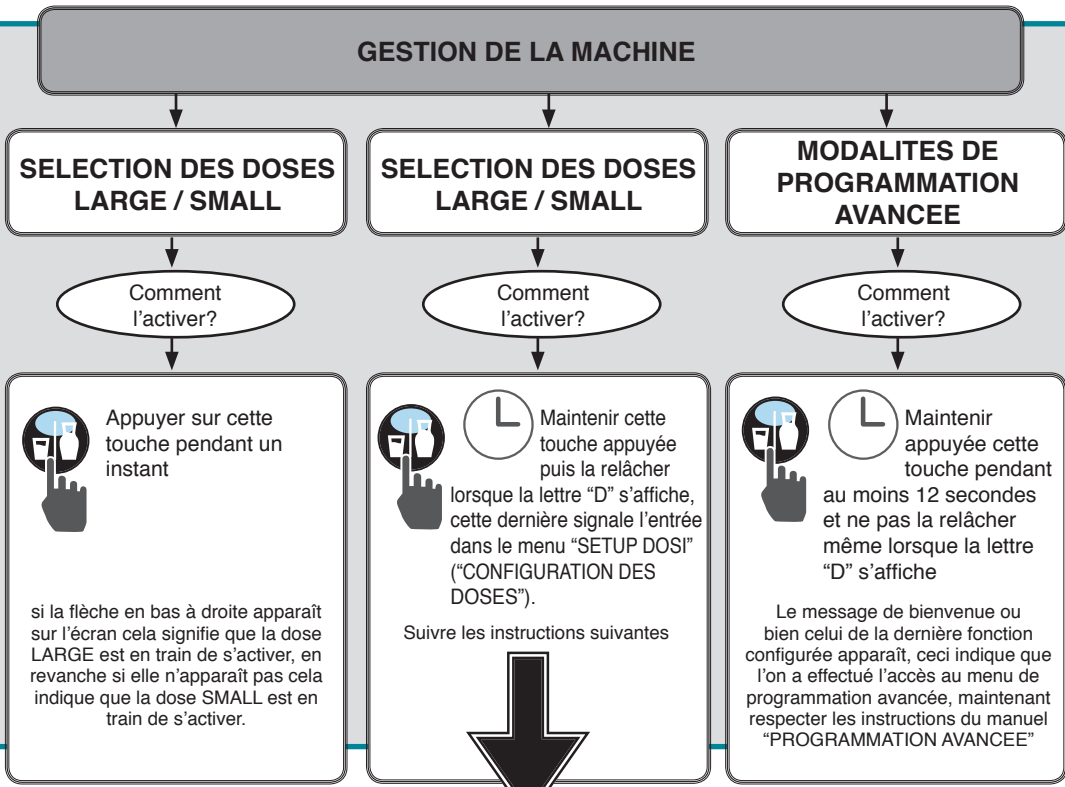 GESTION DE LA MACHINE
SELECTION DES DOSES
LARGE / SMALL
Comment
l’activer?
Appuyer sur cette
touche pendant un
instant
si la flèche en bas à droite apparaît
sur l’écran cela signifie que la dose
LARGE est en train de s’activer, en
revanche si elle n’apparaît pas cela
indique que la dose SMALL est en
train de s’activer.
SELECTION DES DOSES
LARGE / SMALL
Comment
l’activer?
Maintenir cette
touche appuyée
puis la relâcher
lorsque la lettre “D” s’affiche,
cette dernière signale l’entrée
dans le menu “SETUP DOSI”
(“CONFIGURATION DES
DOSES”).
Suivre les instructions suivantes
MODALITES DE
PROGRAMMATION
AVANCEE
Comment
l’activer?
Maintenir
appuyée cette
touche pendant
au moins 12 secondes
et ne pas la relâcher
même lorsque la lettre
“D” s’affiche
Le message de bienvenue ou
bien celui de la dernière fonction
configurée apparaît, ceci indique que
l’on a effectué l’accès au menu de
programmation avancée, maintenant
respecter les instructions du manuel
“PROGRAMMATION AVANCEE”